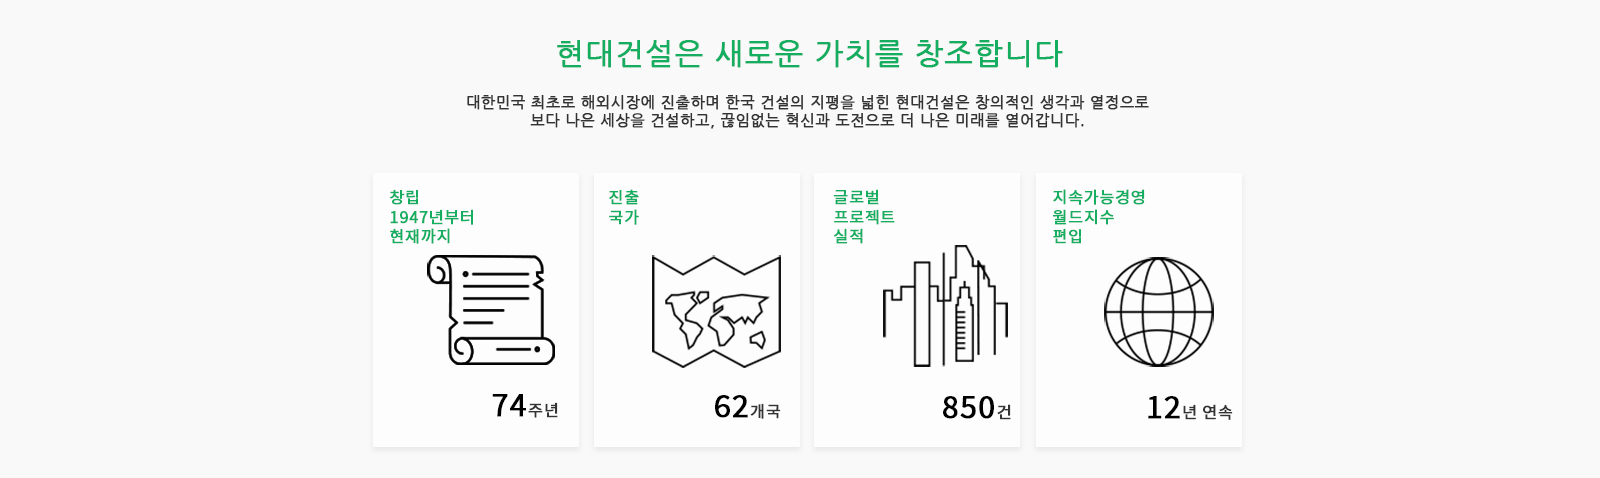 현대건설은 새로운 가치를 창조합니다
대한민국 최초로 해외시장에 진출하며 한국 건설의 지평을 넓힌 현대건설은 창의적인 생각과 열정으로
보다 나은 세상을 건설하고, 끊임없는 혁신과 도전으로 더 나은 미래를 열어갑니다.
창립
1947년부터
현재까지
74주년
진출
국가
62개국
글로벌
프로젝트
실적
850건
지속가능경영
월드지수
편입
12년 연속